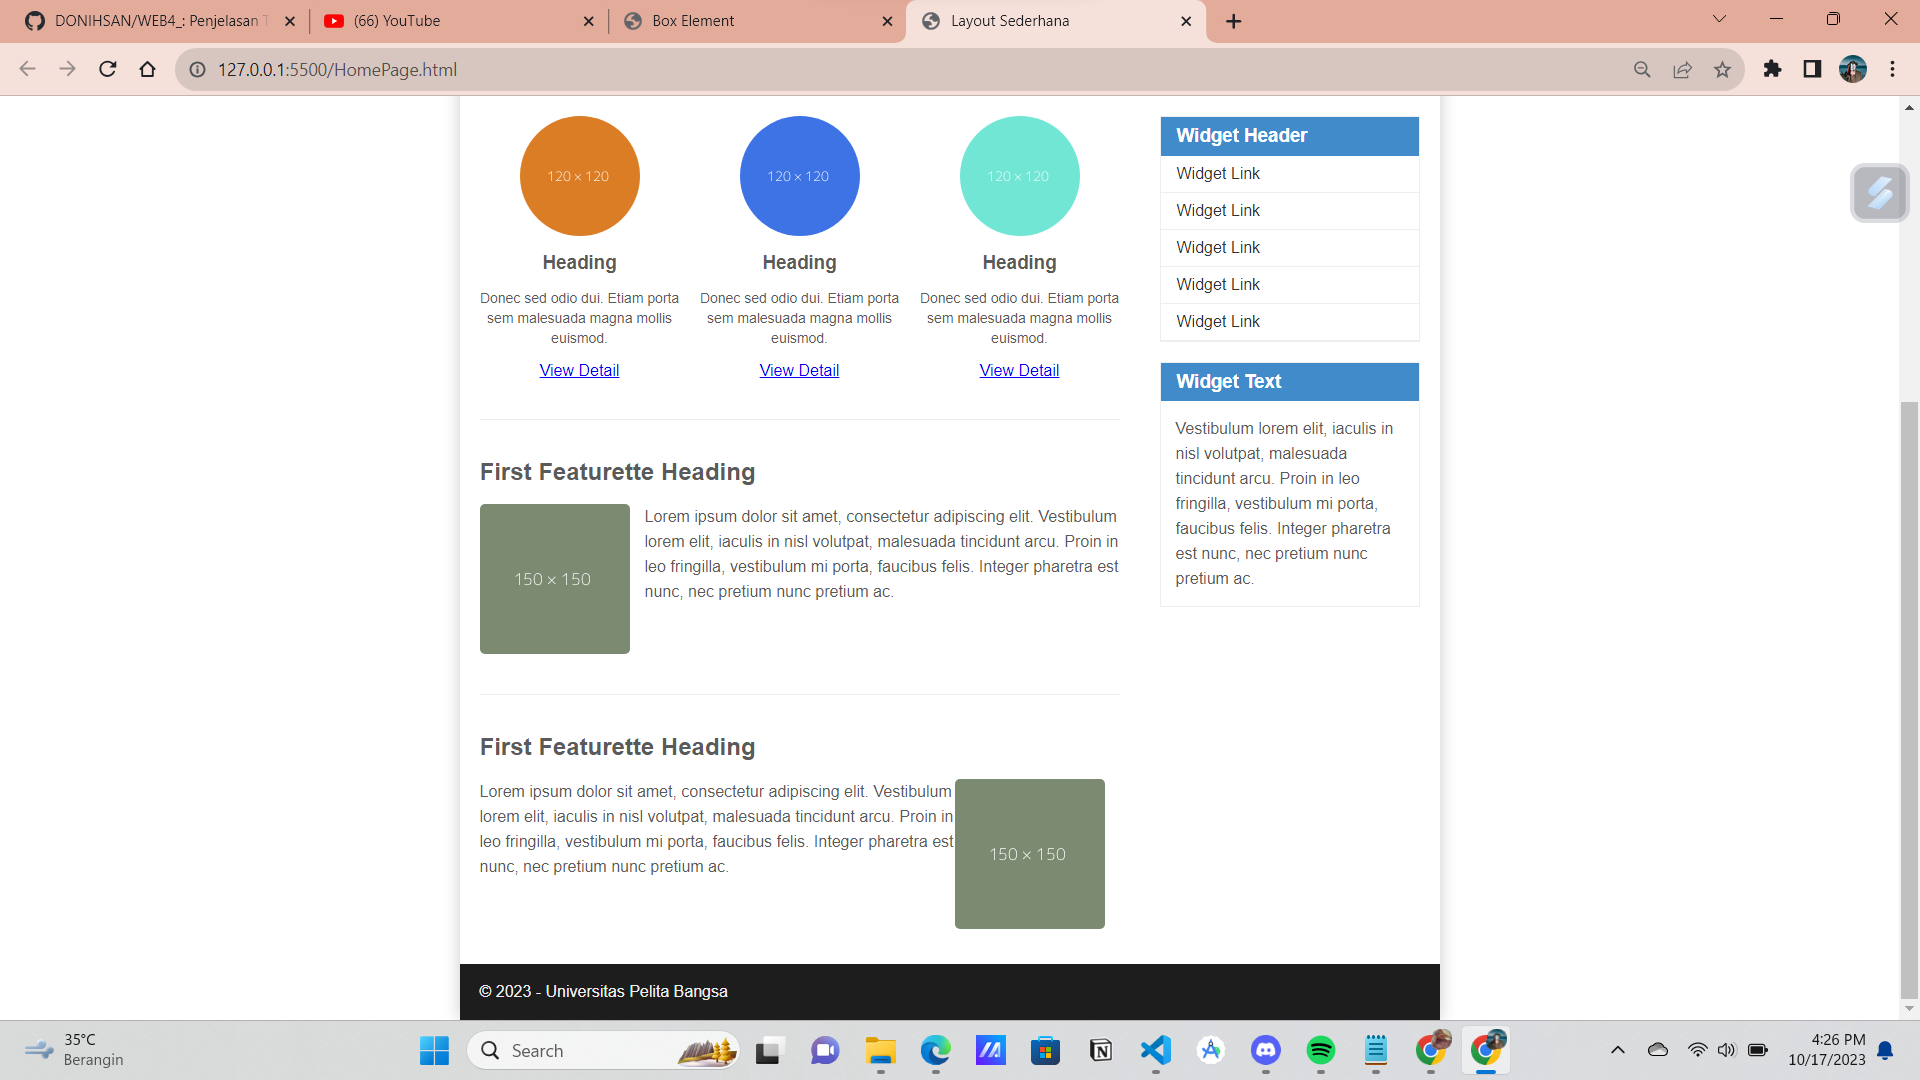 DONIHSAN/WEB4_: Penjelasan T
(66) YouTube
Box Element
Layout Sederhana
127.0.0.1:5500/HomePage.html
120 × 120
120 × 120
120 × 120
Heading
Heading
Heading
Donec sed odio dui. Etiam porta
sem malesuada magna mollis
euismod.
Donec sed odio dui. Etiam porta
sem malesuada magna mollis
euismod.
Donec sed odio dui. Etiam porta
sem malesuada magna mollis
euismod.
View Detail
View Detail
View Detail
Widget Header
Widget Link
Widget Link
Widget Link
Widget Link
Widget Link
Widget Text
Vestibulum lorem elit, iaculis in
nisl volutpat, malesuada
tincidunt arcu. Proin in leo
fringilla, vestibulum mi porta,
faucibus felis. Integer pharetra
est nunc, nec pretium nunc
pretium ac.
First Featurette Heading
150 × 150
Lorem ipsum dolor sit amet, consectetur adipiscing elit. Vestibulum
lorem elit, iaculis in nisl volutpat, malesuada tincidunt arcu. Proin in
leo fringilla, vestibulum mi porta, faucibus felis. Integer pharetra est
nunc, nec pretium nunc pretium ac.
First Featurette Heading
Lorem ipsum dolor sit amet, consectetur adipiscing elit. Vestibulum
lorem elit, iaculis in nisl volutpat, malesuada tincidunt arcu. Proin in
leo fringilla, vestibulum mi porta, faucibus felis. Integer pharetra est
nunc, nec pretium nunc pretium ac.
150 × 150
© 2023 - Universitas Pelita Bangsa
35°C
Berangin
Search
4:26 PM
10/17/2023